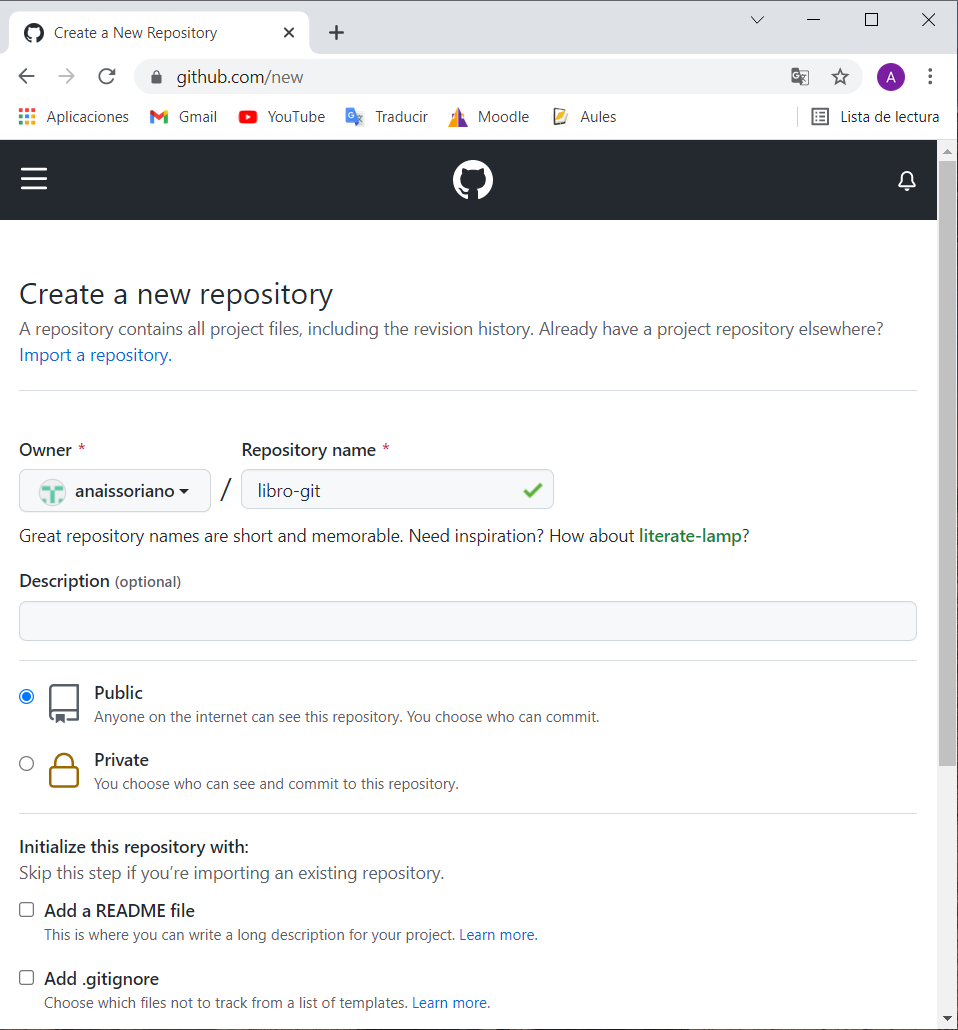 Create a New Repository
github.com/new
A
Aplicaciones Gmail YouTube Traducir Moodle Aules Lista de lectura
Create a new repository
A repository contains all project files, including the revision history. Already have a project repository elsewhere?
Import a repository.
Owner * Repository name *
anaissoriano / libro-git
Great repository names are short and memorable. Need inspiration? How about literate-lamp?
Description (optional)
Public
Anyone on the internet can see this repository. You choose who can commit.
Private
You choose who can see and commit to this repository.
Initialize this repository with:
Skip this step if you’re importing an existing repository.
Add a README file
This is where you can write a long description for your project. Learn more.
Add .gitignore
Choose which files not to track from a list of templates. Learn more.